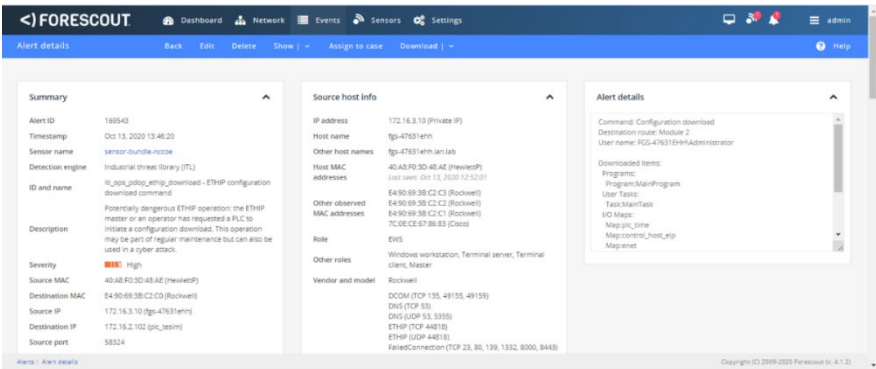 <) FORESCOUT. Dashboard Network Events Sensors Settings admin
Alert details Back Edit Delete Show | Assign to case Download | Help
Summary
Alert ID 169543
Timestamp Oct 13, 2020 13:46:20
Sensor name sensor-bundle-nccoe
Detection engine Industrial threat library (ITL)
ID and name itl_ops_pdop_ethip_download - ETHIP configuration
download command
Description Potentially dangerous ETHIP operation: the ETHIP
master or an operator has requested a PLC to
initiate a configuration download. This operation
may be part of regular maintenance but can also be
used in a cyber attack.
Severity High
Source MAC 40:A8:F0:3D:48:AE (HewlettP)
Destination MAC E4:90:69:3B:C2:C0 (Rockwell)
Source IP 172.16.3.10 (fgs-47631ehh)
Destination IP 172.16.2.102 (plc_tesim)
Source port 58324
Source host info
IP address 172.16.3.10 (Private IP)
Host name fgs-47631ehh
Other host names fgs-47631ehh.lan.lab
Host MAC
addresses
40:A8:F0:3D:48:AE (HewlettP)
Last seen: Oct 13, 2020 12:52:01
Other observed
MAC addresses
E4:90:69:3B:C2:C3 (Rockwell)
E4:90:69:3B:C2:C2 (Rockwell)
E4:90:69:3B:C2:C1 (Rockwell)
7C:0E:CE:67:86:83 (Cisco)
Role EWS
Other roles Windows workstation, Terminal server, Terminal
client, Master
Vendor and model Rockwell
DCOM (TCP 135, 49155, 49159)
DNS (TCP 53)
DNS (UDP 53, 5355)
ETHIP (TCP 44818)
ETHIP (UDP 44818)
FailedConnection (TCP 23, 80, 139, 1332, 8000, 8443)
Alert details
Command: Configuration download
Destination route: Module 2
User name: FGS-47631EHH\Administrator
Downloaded items:
Programs:
Program:MainProgram
User Tasks:
Task:MainTask
I/O Maps:
Map:plc_time
Map:control_host_eip
Map:enet
Alerts / Alert details
Copyright (C) 2009-2020 Forescout (v. 4.1.2)